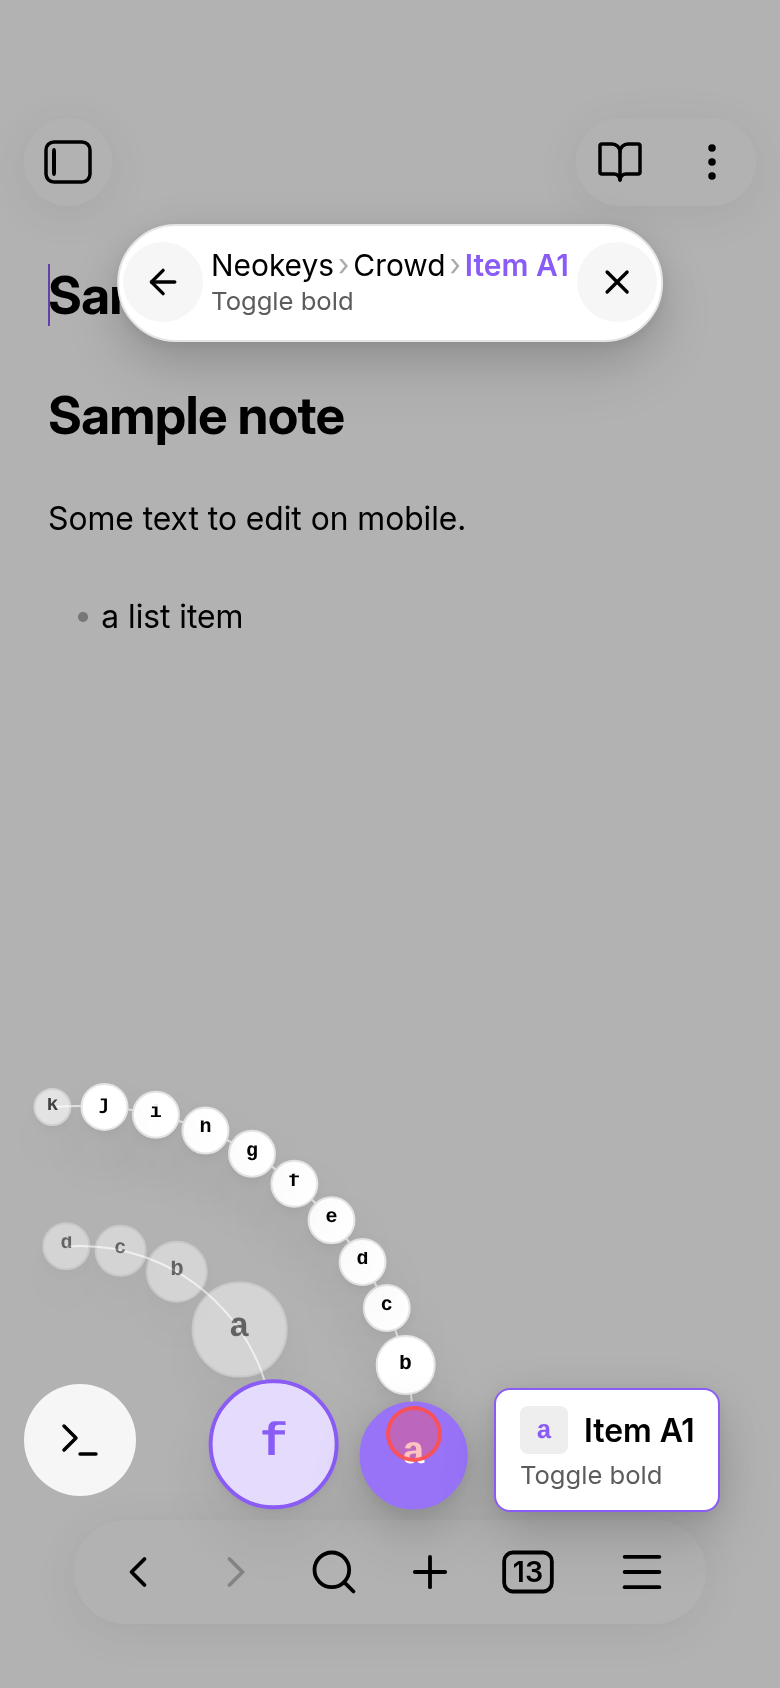 Neokeys › Crowd › Item A1
Toggle bold
Sample note
Some text to edit on mobile.
• a list item
k
j
i
h
g
f
e
d
c
b
d
c
b
a
f
a
a Item A1
Toggle bold
13